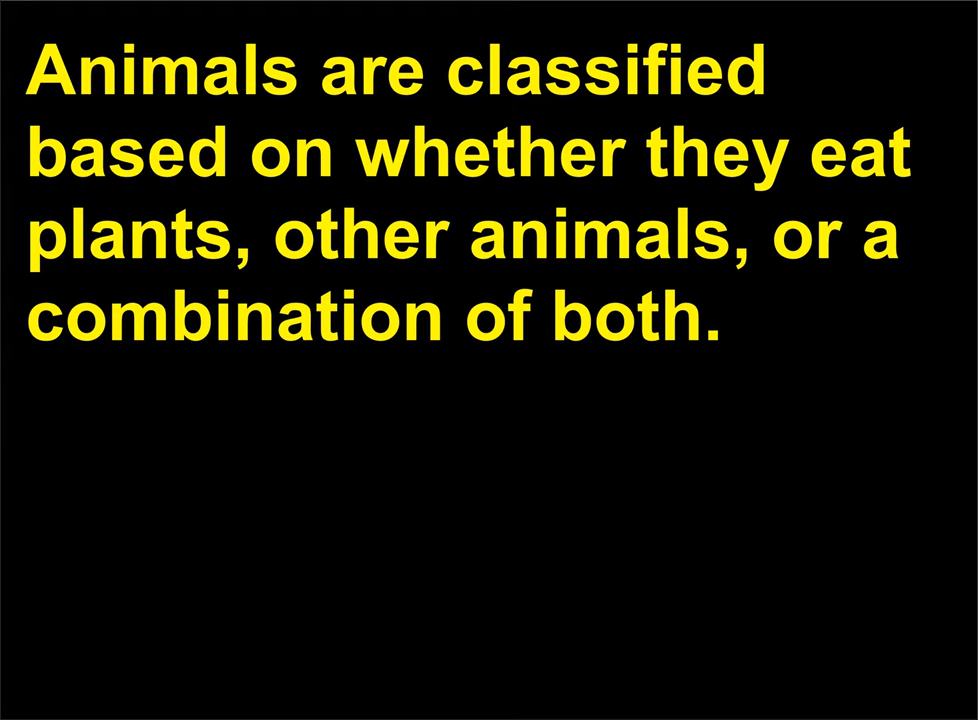 Animals are classified
based on whether they eat
plants, other animals, or a
combination of both.